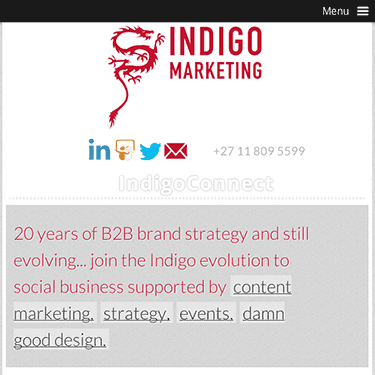 Menu
INDIGO
MARKETING
+27 11 809 5599
IndigoConnect
20 years of B2B brand strategy and still
evolving... join the Indigo evolution to
social business supported by content
marketing, strategy, events, damn
good design.